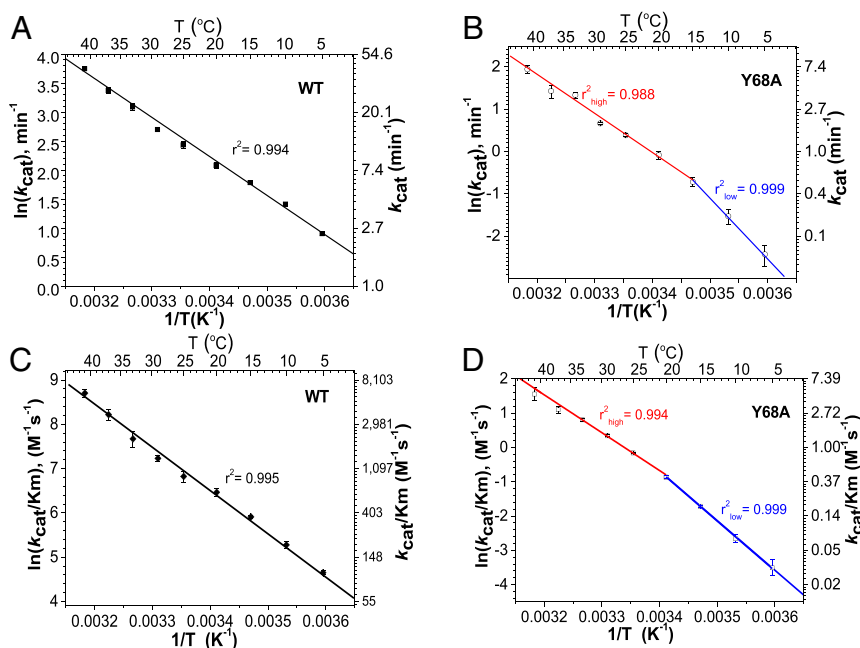 A
T (°C)
40 35 30 25 20 15 10 5
4.0 3.5 3.0 2.5 2.0 1.5 1.0 0.5 0.0
ln(kcat), min-1
WT
r2= 0.994
54.6 20.1 7.4 2.7 1.0
kcat (min-1)
0.0032 0.0033 0.0034 0.0035 0.0036
1/T(K-1)
B
T (°C)
40 35 30 25 20 15 10 5
2 1 0 -1 -2
ln(kcat), min-1
Y68A
r2high= 0.988
r2low= 0.999
7.4 2.7 1.0 0.4 0.1
kcat (min-1)
0.0032 0.0033 0.0034 0.0035 0.0036
1/T(K-1)
C
T (°C)
40 35 30 25 20 15 10 5
9 8 7 6 5 4
ln(kcat/Km), (M-1s-1)
WT
r2= 0.995
8,103 2,981 1,097 403 148 55
kcat/Km (M-1s-1)
0.0032 0.0033 0.0034 0.0035 0.0036
1/T (K-1)
D
T (°C)
40 35 30 25 20 15 10 5
2 1 0 -1 -2 -3 -4
ln(kcat/Km), (M-1s-1)
Y68A
r2high= 0.994
r2low= 0.999
7.39 2.72 1.00 0.37 0.14 0.05 0.02
kcat/Km (M-1s-1)
0.0032 0.0033 0.0034 0.0035 0.0036
1/T (K-1)